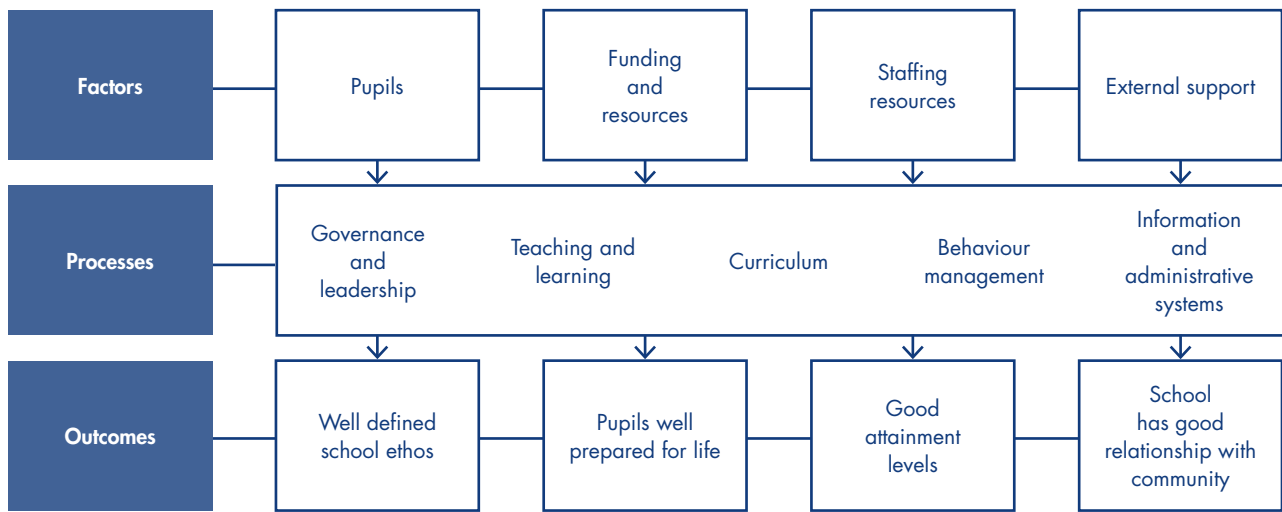 Factors
Pupils
Funding
and
resources
Staffing
resources
External support
Processes
Governance
and
leadership
Teaching and
learning
Curriculum
Behaviour
management
Information
and
administrative
systems
Outcomes
Well defined
school ethos
Pupils well
prepared for life
Good
attainment
levels
School
has good
relationship with
community